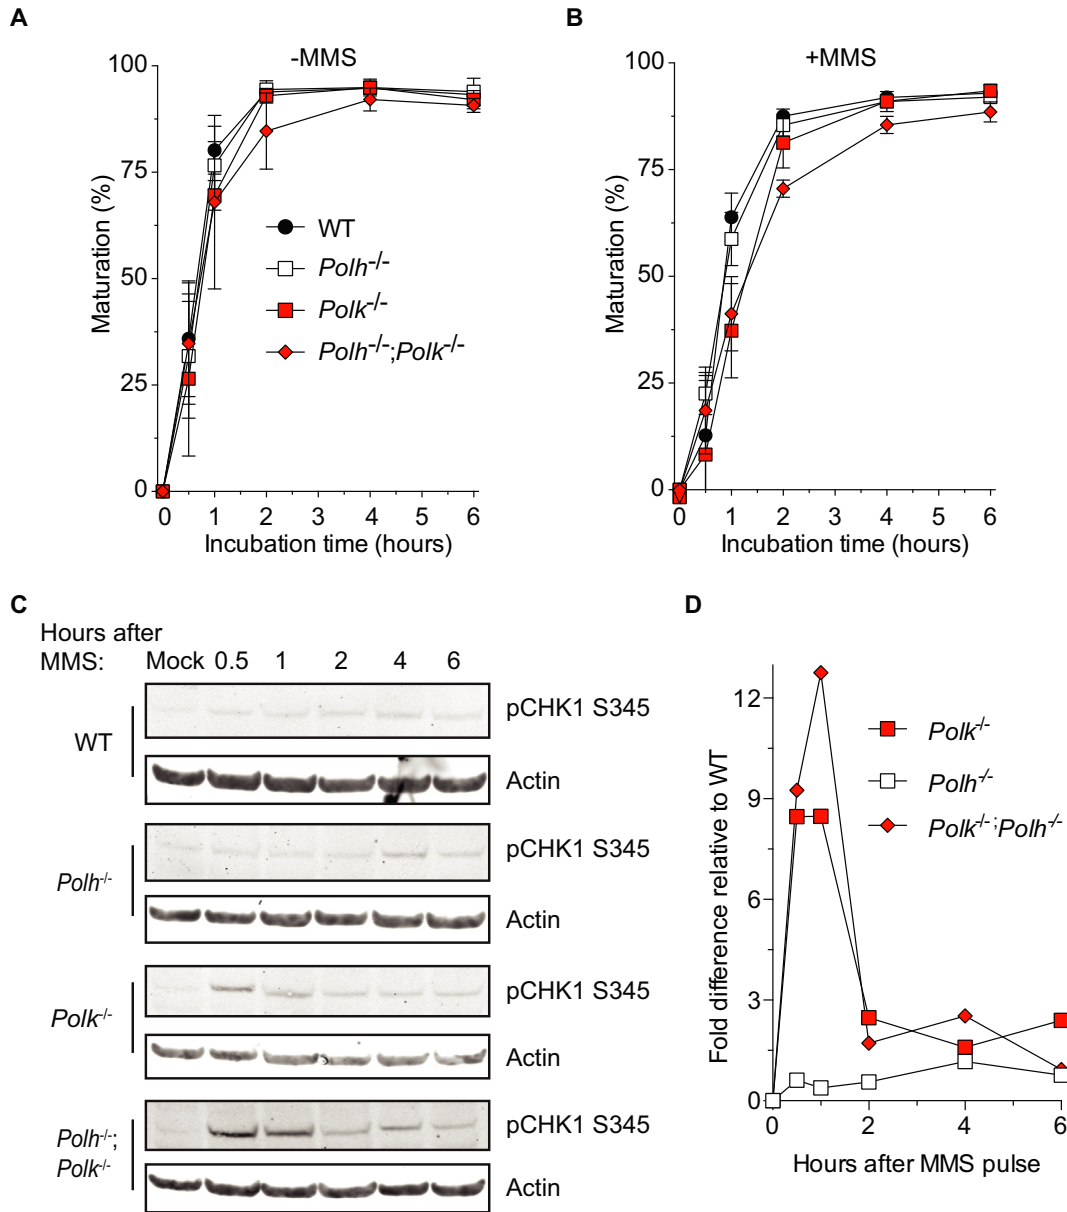 A
-MMS
100
75
50
25
0
Maturation (%)
WT
Polh-/-
Polk-/-
Polh-/-;Polk-/-
0 1 2 4 6
Incubation time (hours)
B
+MMS
100
75
50
25
0
Maturation (%)
0 1 2 4 6
Incubation time (hours)
C
Hours after
MMS: Mock 0.5 1 2 4 6
WT
pCHK1 S345
Actin
Polh-/-
pCHK1 S345
Actin
Polk-/-
pCHK1 S345
Actin
Polh-/-;
Polk-/-
pCHK1 S345
Actin
D
12
9
6
3
0
Fold difference relative to WT
Polk-/-
Polh-/-
Polk-/-;Polh-/-
0 2 4 6
Hours after MMS pulse